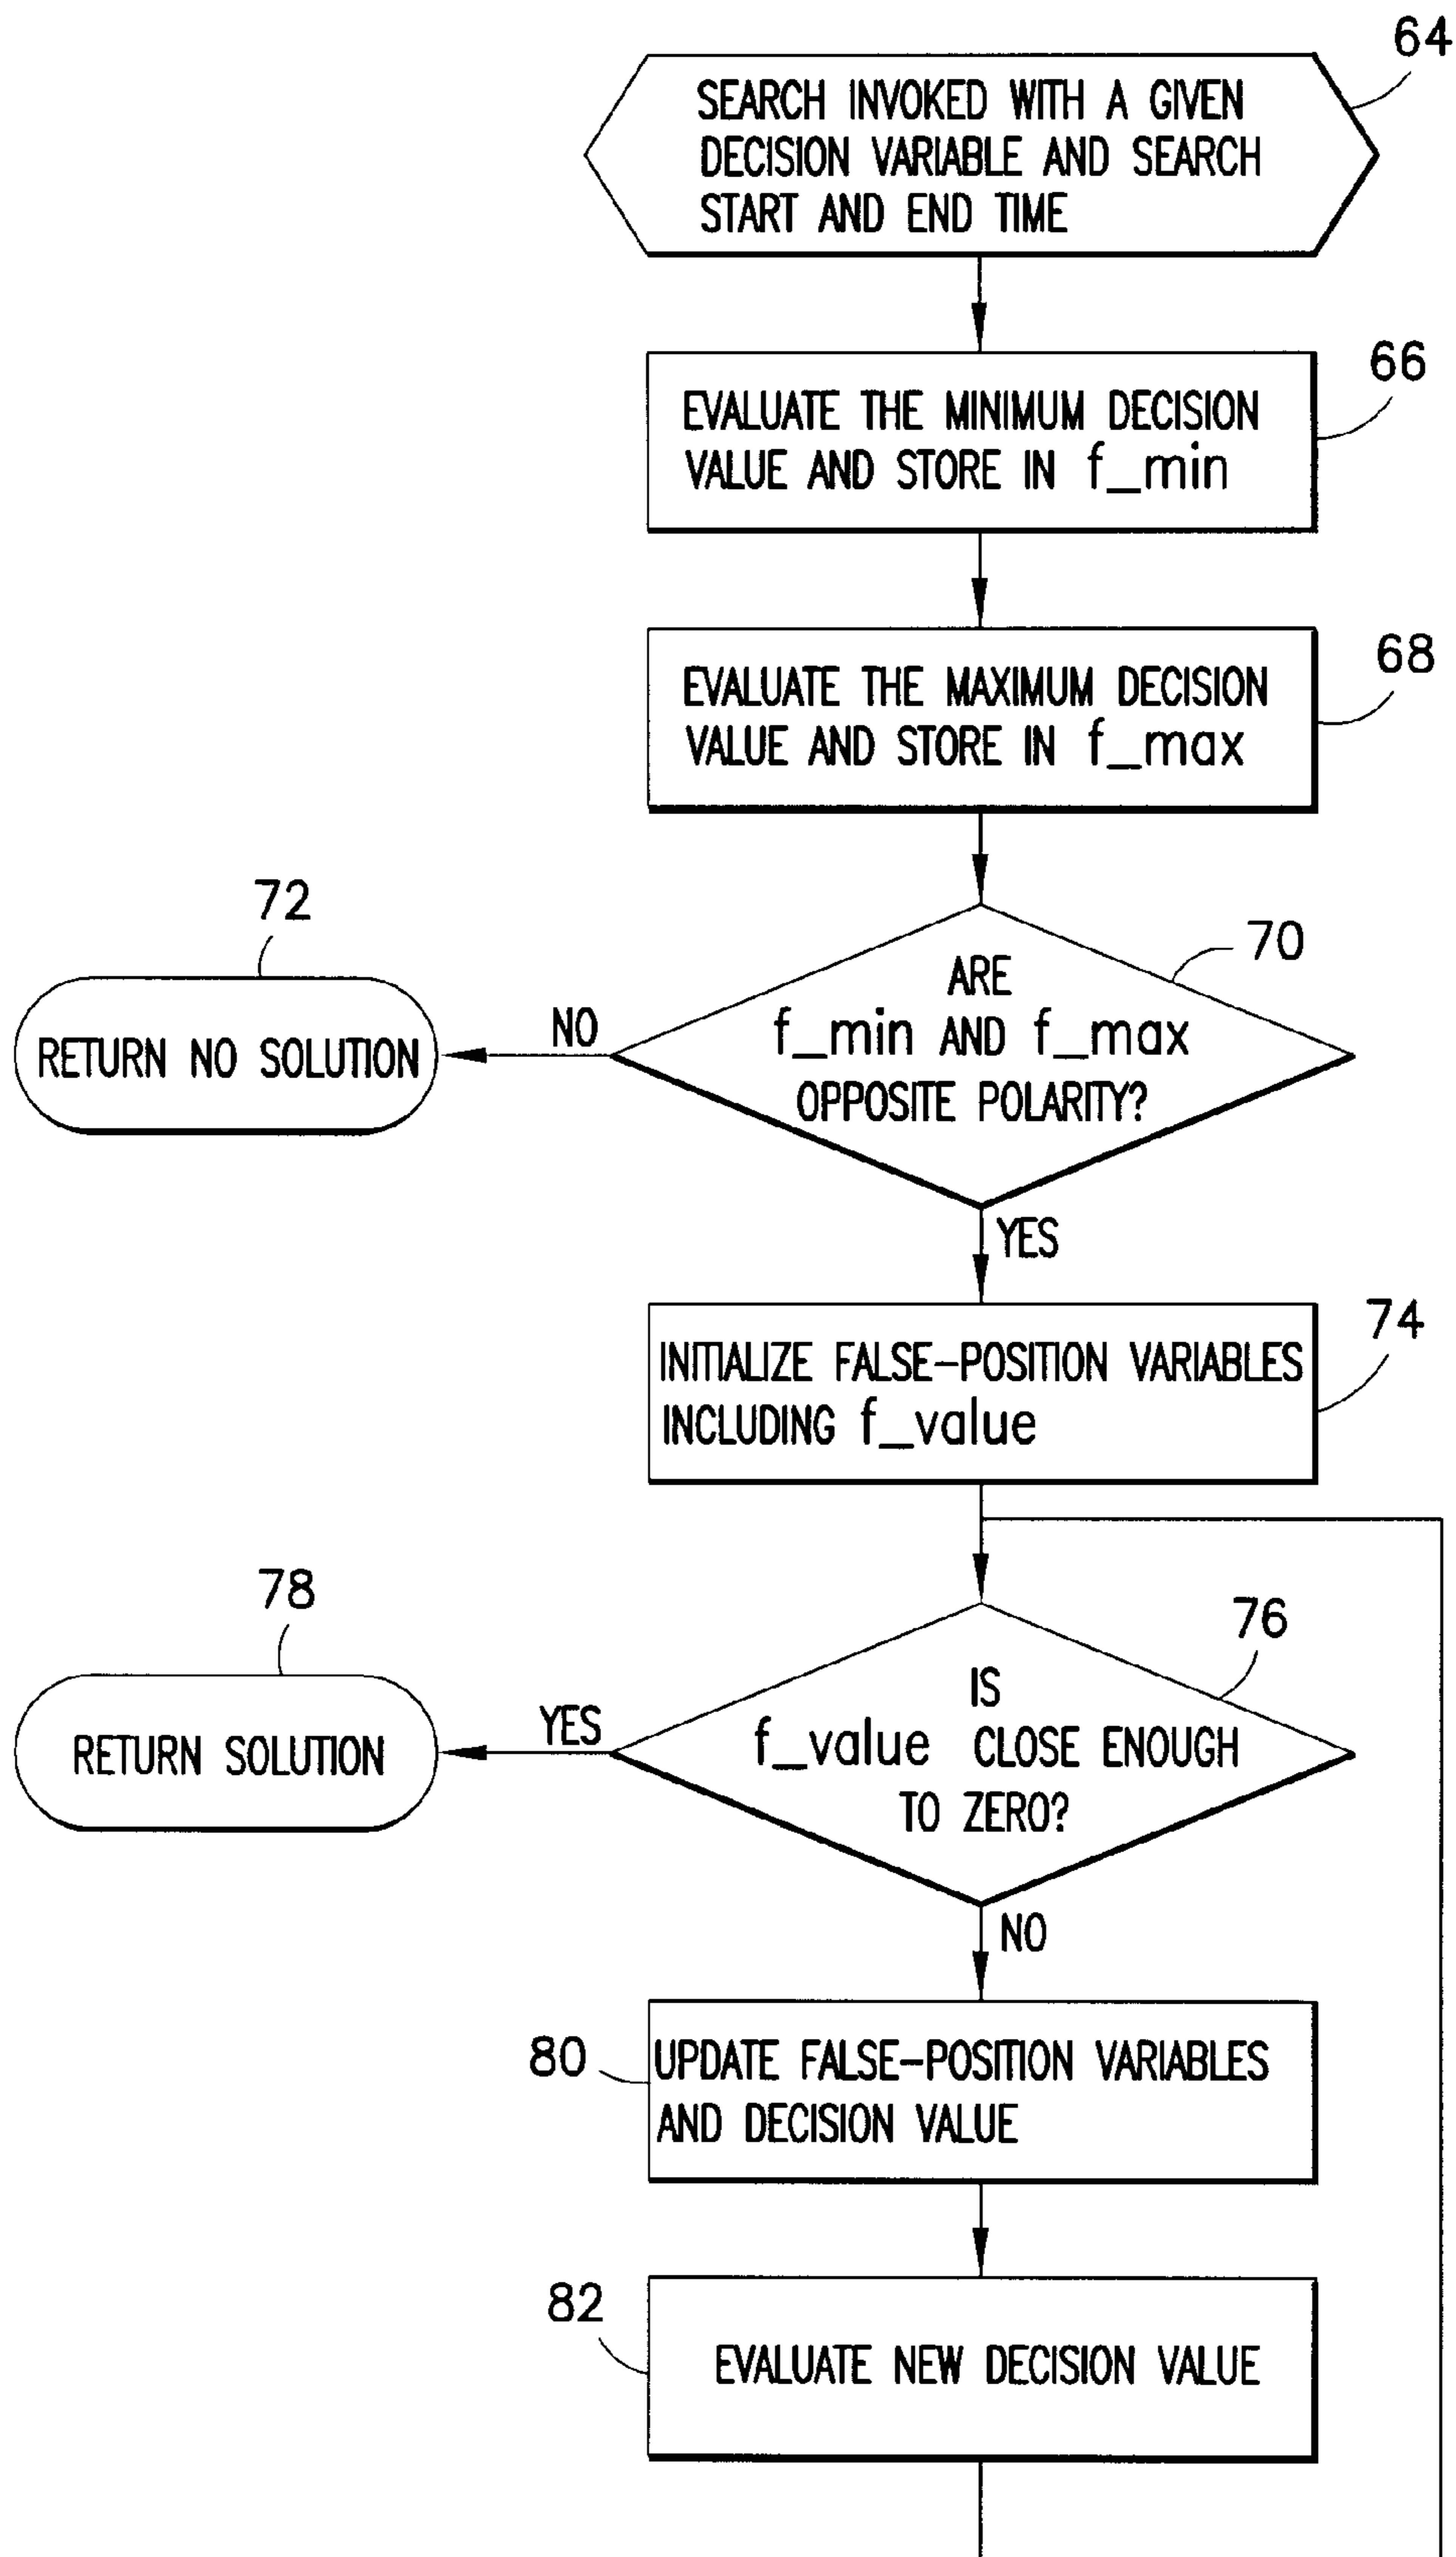 64
SEARCH INVOKED WITH A GIVEN
DECISION VARIABLE AND SEARCH
START AND END TIME
66
EVALUATE THE MINIMUM DECISION
VALUE AND STORE IN f_min
68
EVALUATE THE MAXIMUM DECISION
VALUE AND STORE IN f_max
72
RETURN NO SOLUTION
NO
70
ARE
f_min AND f_max
OPPOSITE POLARITY?
YES
74
INITIALIZE FALSE-POSITION VARIABLES
INCLUDING f_value
78
RETURN SOLUTION
YES
76
IS
f_value CLOSE ENOUGH
TO ZERO?
NO
80
UPDATE FALSE-POSITION VARIABLES
AND DECISION VALUE
82
EVALUATE NEW DECISION VALUE